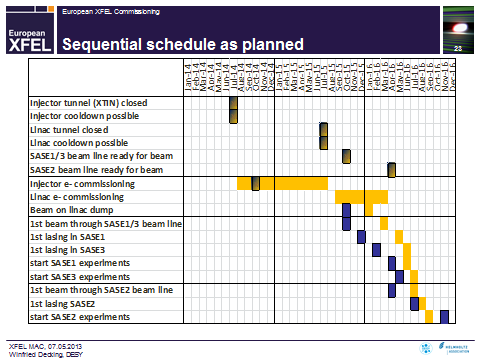 European XFEL Commissioning
European
XFEL
Sequential schedule as planned
28
Jan-14
Feb-14
Mar-14
Apr-14
May-14
Jun-14
Jul-14
Aug-14
Sep-14
Oct-14
Nov-14
Dec-14
Jan-15
Feb-15
Mar-15
Apr-15
May-15
Jun-15
Jul-15
Aug-15
Sep-15
Oct-15
Nov-15
Dec-15
Jan-16
Feb-16
Mar-16
Apr-16
May-16
Jun-16
Jul-16
Aug-16
Sep-16
Oct-16
Nov-16
Dec-16
Injector tunnel (XTIN) closed
Injector cooldown possible
Linac tunnel closed
Linac cooldown possible
SASE1/3 beam line ready for beam
SASE2 beam line ready for beam
Injector e- commissioning
Linac e- commissioning
Beam on linac dump
1st beam through SASE1/3 beam line
1st lasing in SASE1
1st lasing in SASE3
start SASE1 experiments
start SASE3 experiments
1st beam through SASE2 beam line
1st lasing SASE2
start SASE2 experiments
XFEL MAC, 07.05.2013
Winfried Decking, DESY
HELMHOLTZ
ASSOCIATION